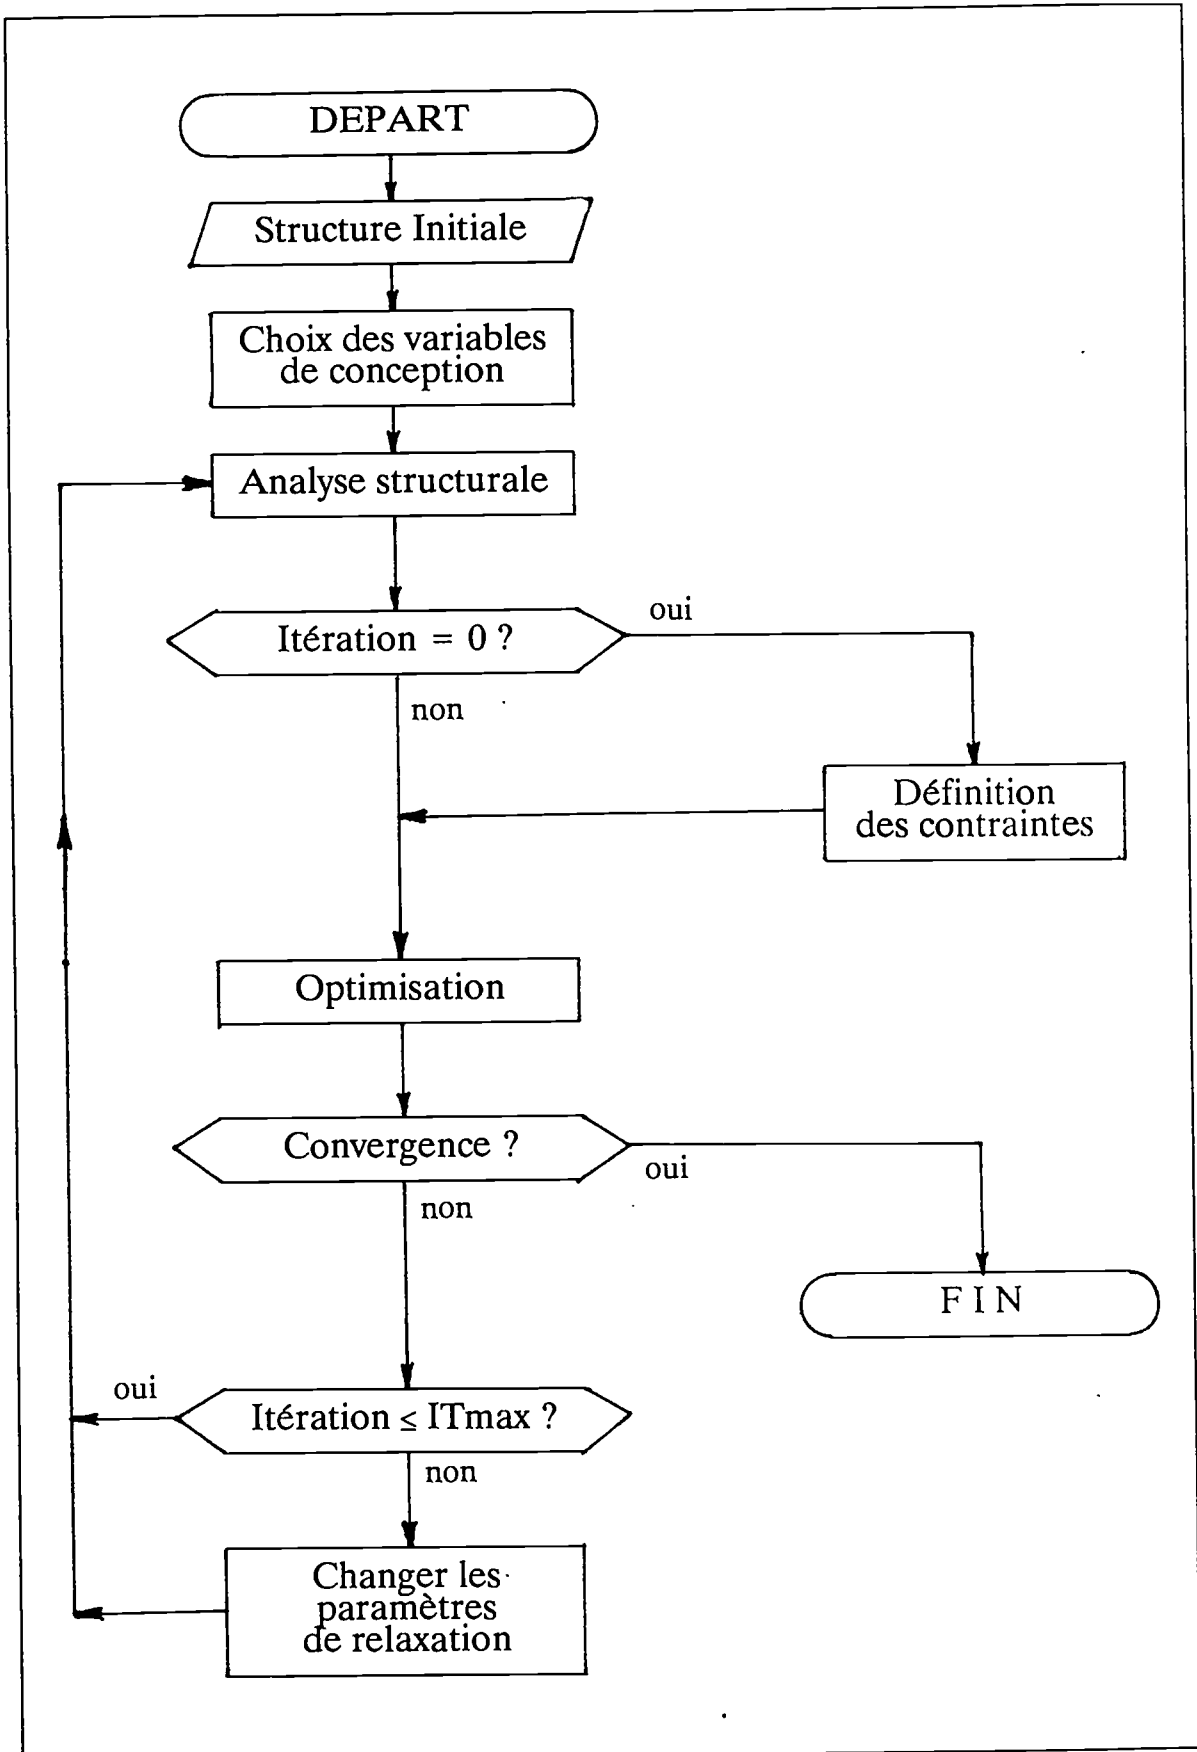 DEPART
Structure Initiale
Choix des variables
de conception
Analyse structurale
Itération = 0 ?
oui
non
Définition
des contraintes
Optimisation
Convergence ?
oui
non
F I N
oui
Itération ≤ ITmax ?
non
Changer les
paramètres
de relaxation